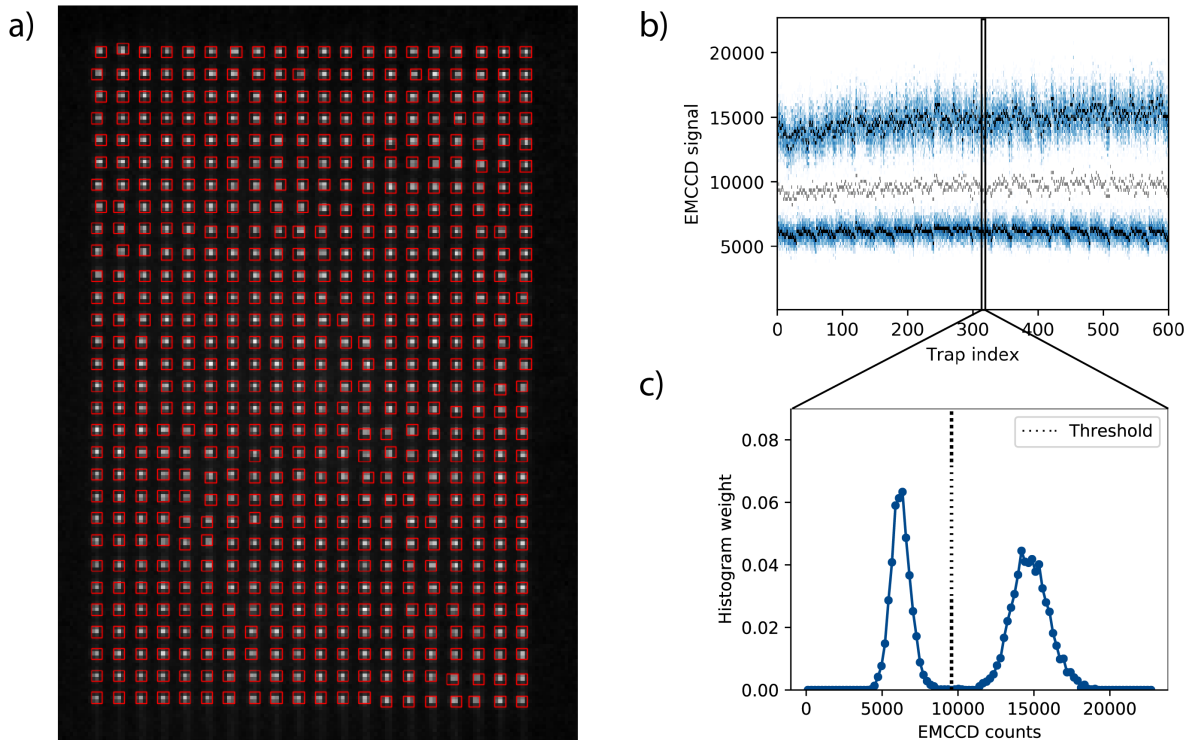 a)
b)
EMCCD signal
20000
15000
10000
5000
0 100 200 300 400 500 600
Trap index
c)
Histogram weight
0.08
0.06
0.04
0.02
0.00
Threshold
0 5000 10000 15000 20000
EMCCD counts